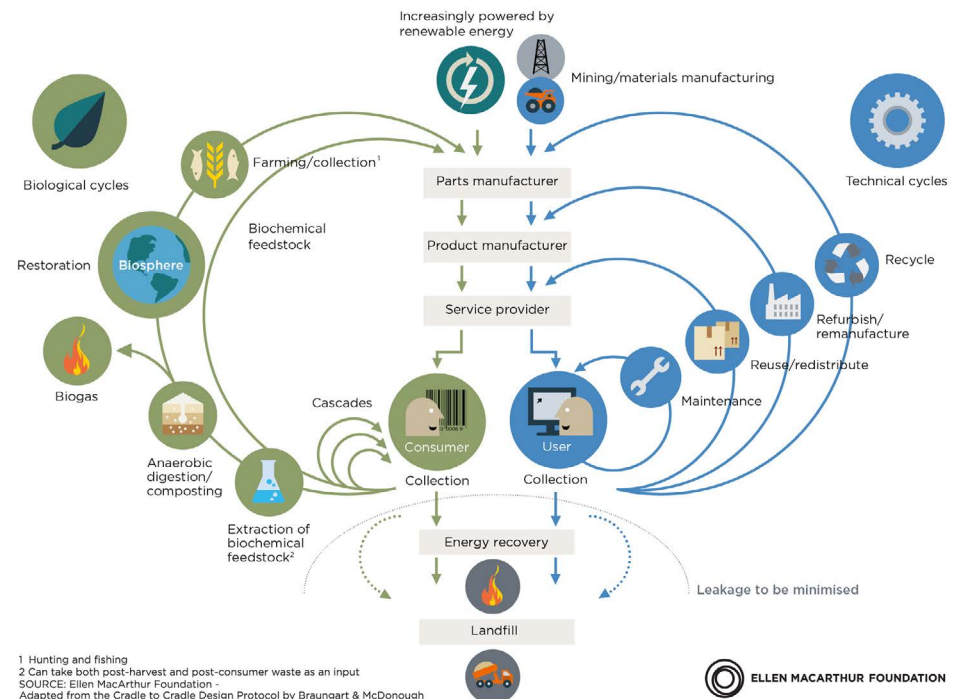 Increasingly powered by
renewable energy
Mining/materials manufacturing
Biological cycles
Technical cycles
Farming/collection¹
Parts manufacturer
Biochemical
feedstock
Product manufacturer
Restoration
Biosphere
Recycle
Service provider
Refurbish/
remanufacture
Reuse/redistribute
Biogas
Maintenance
Cascades
Consumer
User
Anaerobic
digestion/
composting
Collection
Collection
Extraction of
biochemical
feedstock²
Energy recovery
Leakage to be minimised
Landfill
1 Hunting and fishing
2 Can take both post-harvest and post-consumer waste as an input
SOURCE: Ellen MacArthur Foundation -
Adapted from the Cradle to Cradle Design Protocol by Braungart & McDonough
ELLEN MACARTHUR FOUNDATION